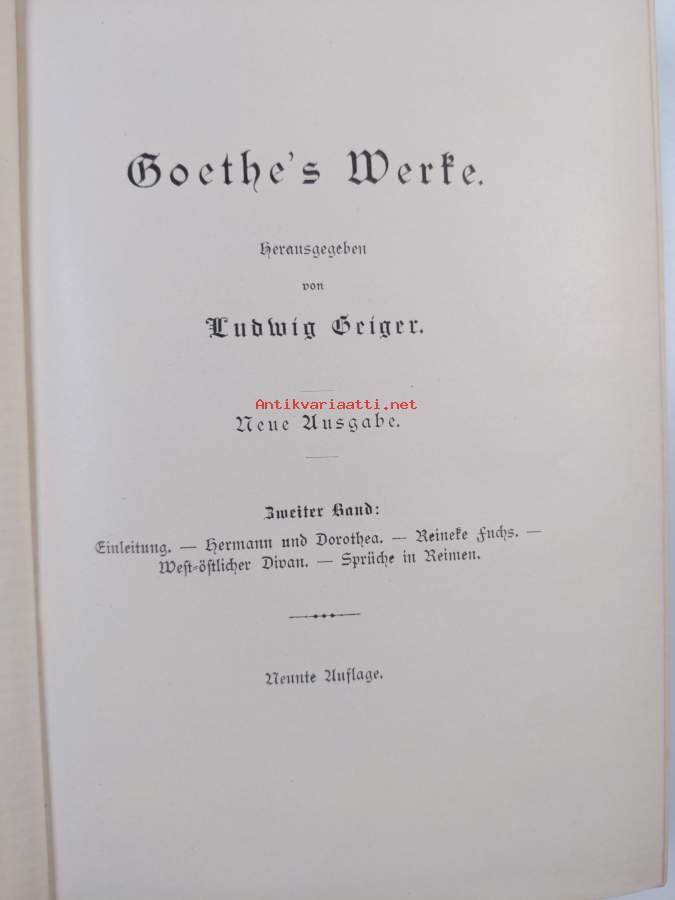 Goethe's Werke.
Herausgegeben
von
Ludwig Geiger.
Antikvariaatti.net
Neue Ausgabe.
Zweiter Band:
Einleitung. — Hermann und Dorothea. — Reineke Fuchs. —
West-östlicher Divan. — Sprüche in Reimen.
Neunte Auflage.